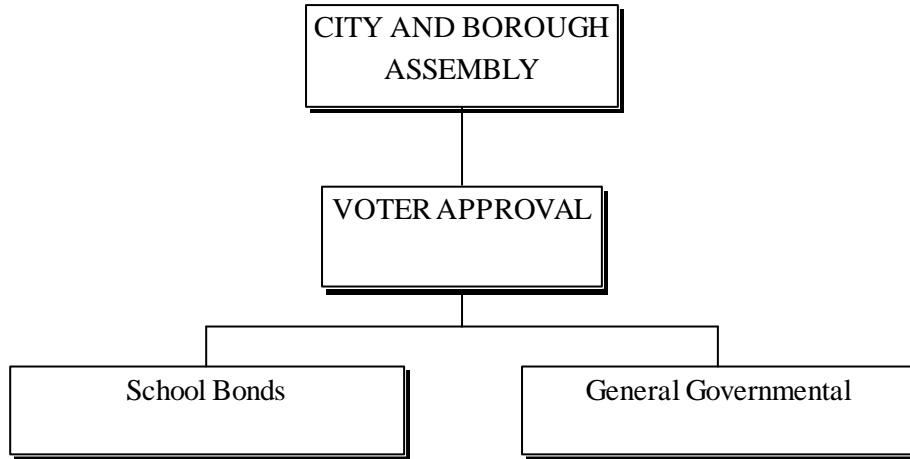 CITY AND BOROUGH
ASSEMBLY
VOTER APPROVAL
School Bonds
General Governmental